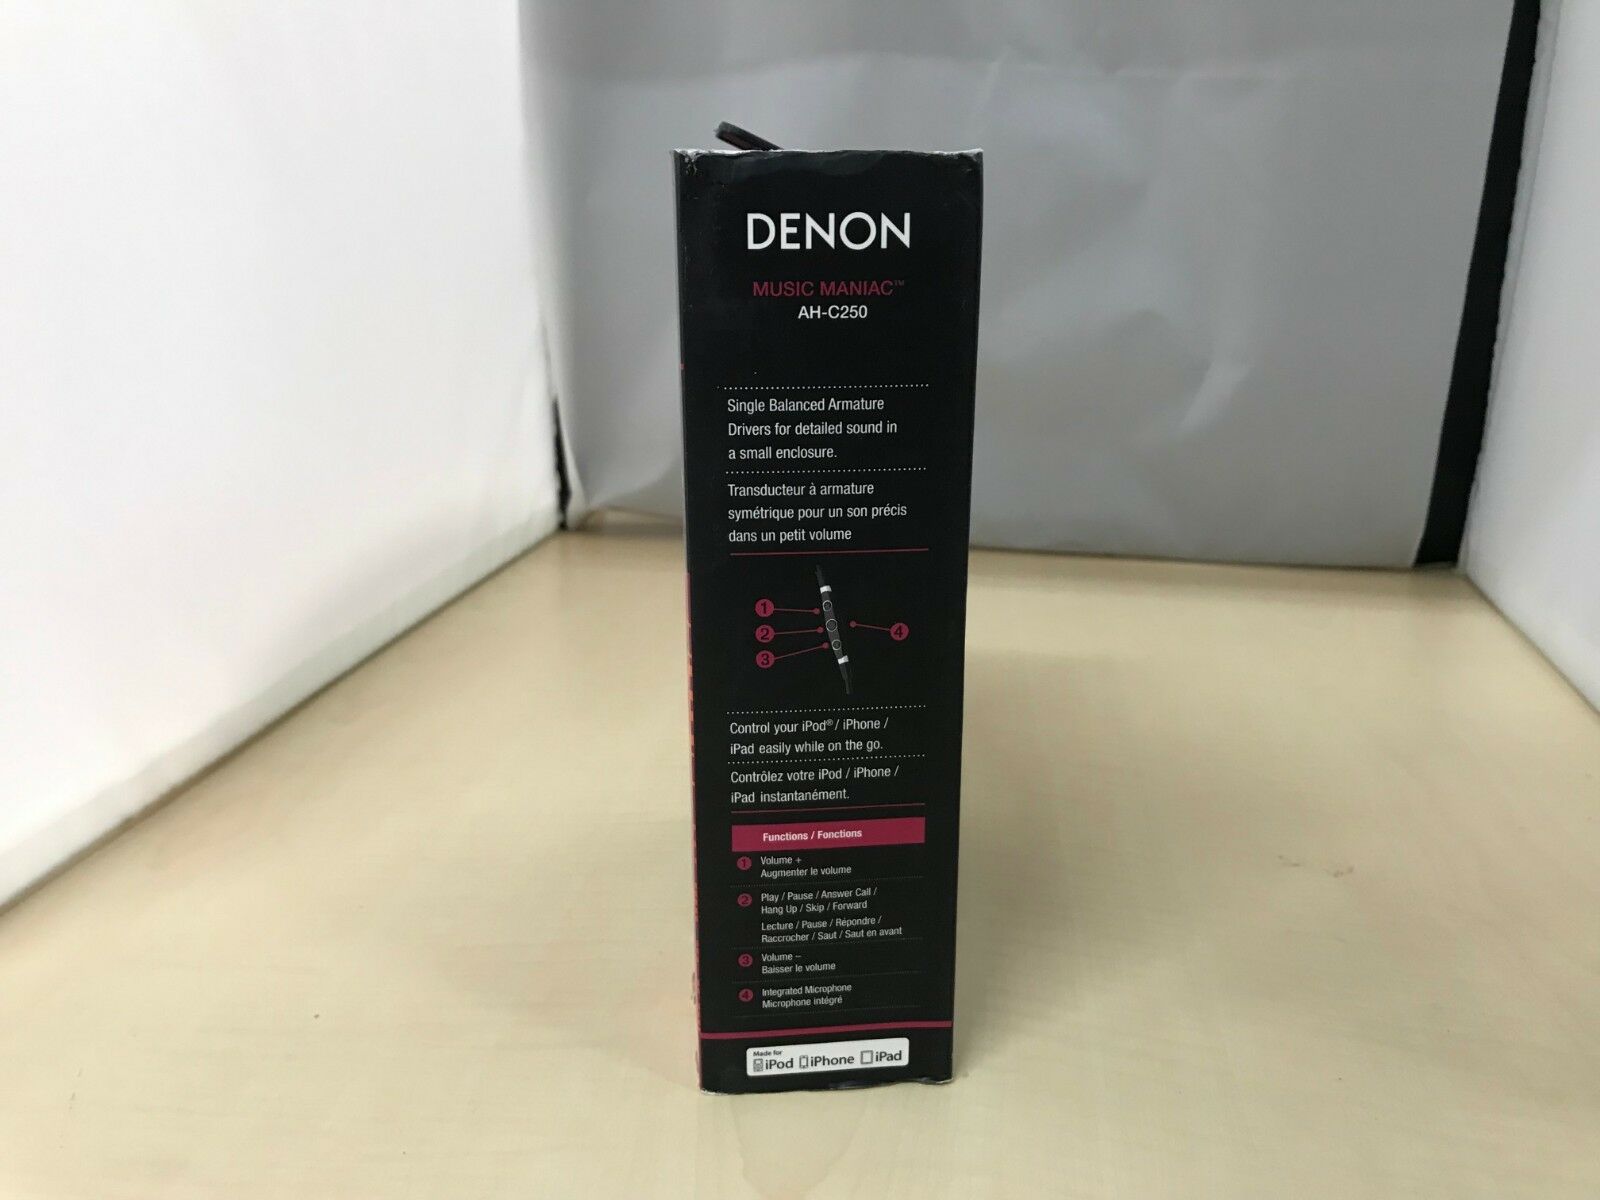 DENON
MUSIC MANIAC™
AH-C250
Single Balanced Armature
Drivers for detailed sound in
a small enclosure.
Transducteur à armature
symétrique pour un son précis
dans un petit volume
1
2
3
4
Control your iPod® / iPhone /
iPad easily while on the go.
Contrôlez votre iPod / iPhone /
iPad instantanément.
Functions / Fonctions
1 Volume +
Augmenter le volume
2 Play / Pause / Answer Call /
Hang Up / Skip / Forward
Lecture / Pause / Répondre /
Raccrocher / Saut / Saut en avant
3 Volume –
Baisser le volume
4 Integrated Microphone
Microphone intégré
Made for
iPod iPhone iPad